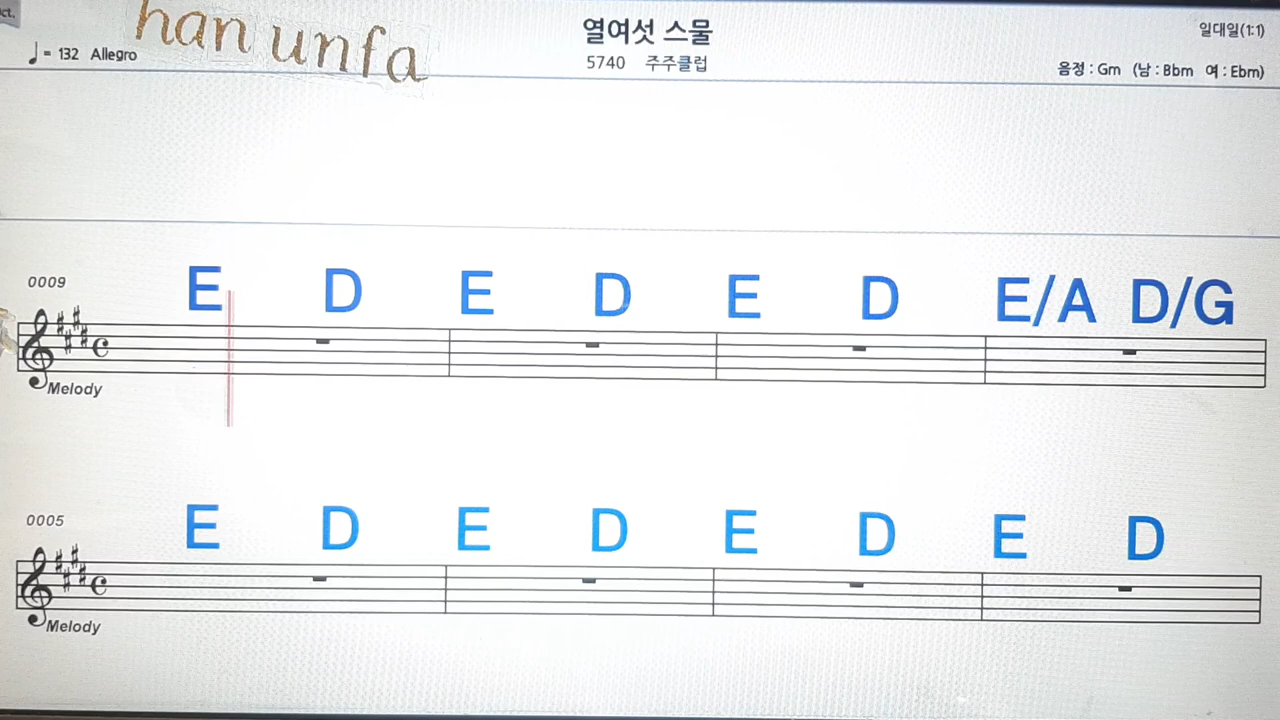 ct.
han unfa
♩ = 132 Allegro
열여섯 스물
5740 주주클럽
일대일(1:1)
음정 : Gm (남 : Bbm 여 : Ebm)
0009
E D E D E D E/A D/G
Melody
0005
E D E D E D E D
Melody